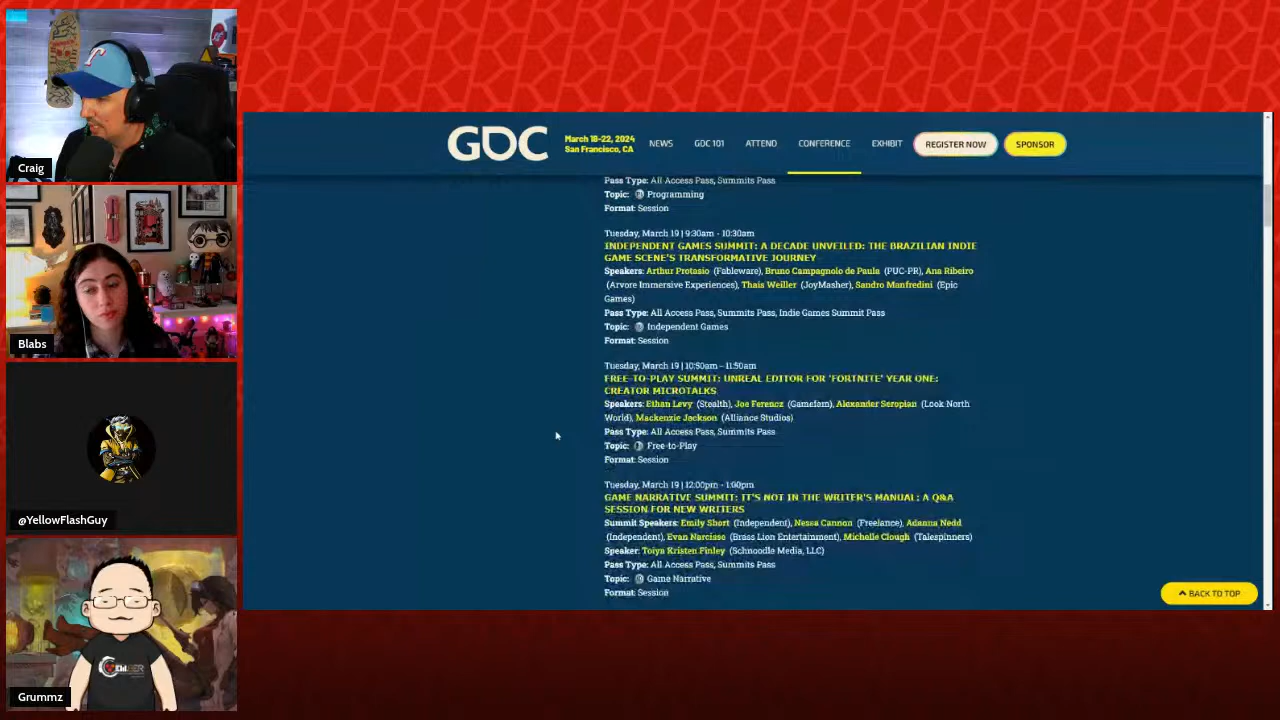 Craig
Blabs
@YellowFlashGuy
Grummz
GDC
March 18-22, 2024
San Francisco, CA
NEWS
GDC 101
ATTEND
CONFERENCE
EXHIBIT
REGISTER NOW
SPONSOR
Pass Type: All Access Pass, Summits Pass
Topic: Programming
Format: Session
Tuesday, March 19 | 9:30am - 10:30am
INDEPENDENT GAMES SUMMIT: A DECADE UNVEILED: THE BRAZILIAN INDIE
GAME SCENE'S TRANSFORMATIVE JOURNEY
Speakers: Arthur Protasio (Fableware), Bruno Campagnolo de Paula (PUC-PR), Ana Ribeiro
(Arvore Immersive Experiences), Thais Weiller (JoyMasher), Sandro Manfredini (Epic
Games)
Pass Type: All Access Pass, Summits Pass, Indie Games Summit Pass
Topic: Independent Games
Format: Session
Tuesday, March 19 | 10:50am - 11:50am
FREE-TO-PLAY SUMMIT: UNREAL EDITOR FOR 'FORTNITE' YEAR ONE:
CREATOR MICROTALKS
Speakers: Ethan Levy (Stealth), Joe Ferencz (Gamefam), Alexander Seropian (Look North
World), Mackenzie Jackson (Alliance Studios)
Pass Type: All Access Pass, Summits Pass
Topic: Free-to-Play
Format: Session
Tuesday, March 19 | 12:00pm - 1:00pm
GAME NARRATIVE SUMMIT: IT'S NOT IN THE WRITER'S MANUAL: A Q&A
SESSION FOR NEW WRITERS
Summit Speakers: Emily Short (Independent), Nessa Cannon (Freelance), Adanna Nedd
(Independent), Evan Narcisse (Brass Lion Entertainment), Michelle Clough (Talespinners)
Speaker: Toiya Kristen Finley (Schnoodle Media, LLC)
Pass Type: All Access Pass, Summits Pass
Topic: Game Narrative
Format: Session
BACK TO TOP